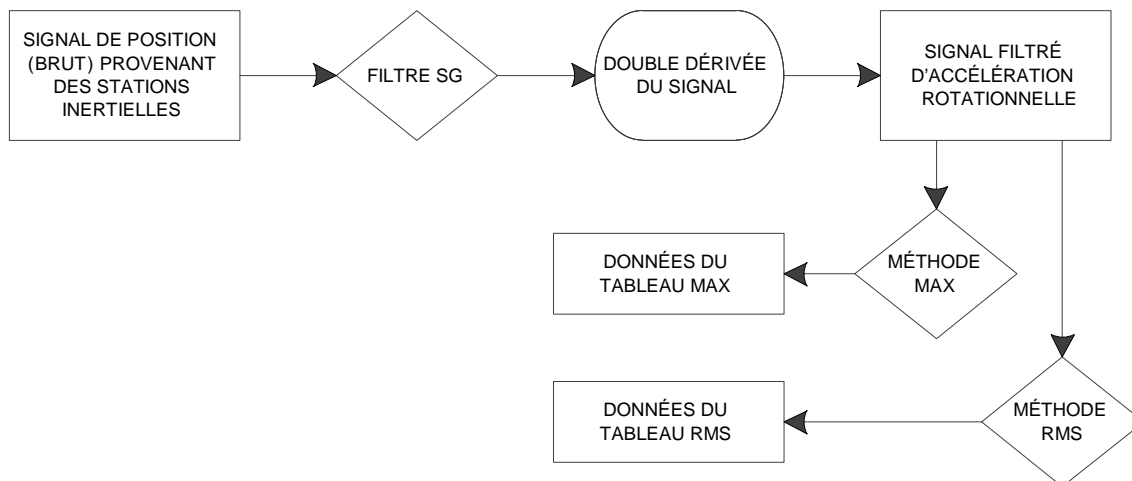 SIGNAL DE POSITION
(BRUT) PROVENANT
DES STATIONS
INERTIELLES
FILTRE SG
DOUBLE DÉRIVÉE
DU SIGNAL
SIGNAL FILTRÉ
D'ACCÉLÉRATION
ROTATIONNELLE
DONNÉES DU
TABLEAU MAX
MÉTHODE
MAX
DONNÉES DU
TABLEAU RMS
MÉTHODE
RMS